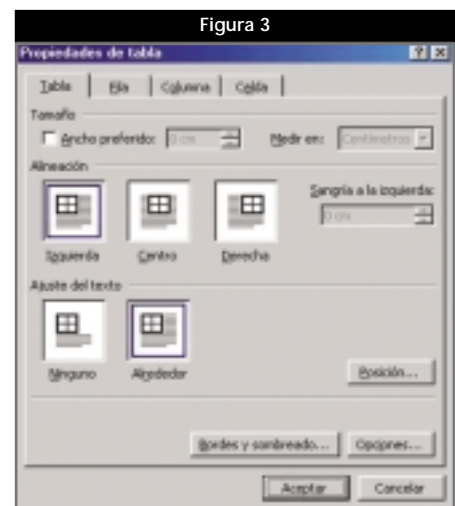 Figura 3
Propiedades de tabla
Tabla Fila Columna Celda
Tamaño
Ancho preferido: 0 cm Medir en: Centímetros
Alineación
Sangría a la izquierda:
0 cm
Izquierda Centro Derecha
Ajuste del texto
Ninguno Alrededor Posición...
Bordes y sombreado... Opciones...
Aceptar Cancelar